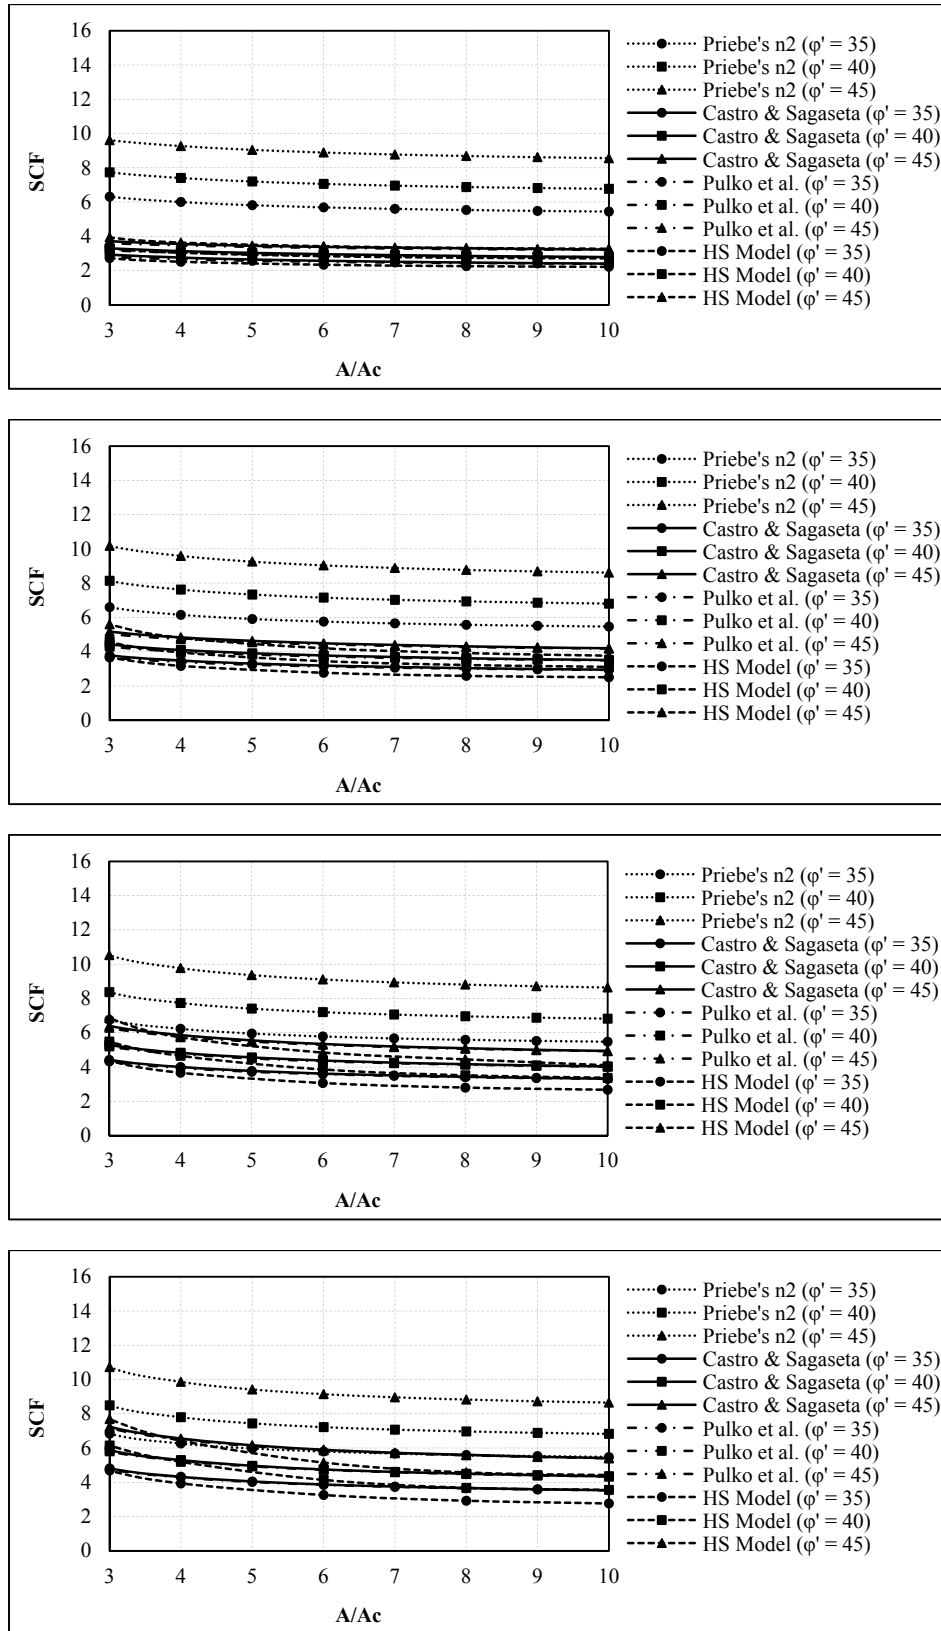 16
14
12
10
8
6
4
2
0
SCF
3 4 5 6 7 8 9 10
A/Ac
Priebe's n2 (φ' = 35)
Priebe's n2 (φ' = 40)
Priebe's n2 (φ' = 45)
Castro & Sagaseta (φ' = 35)
Castro & Sagaseta (φ' = 40)
Castro & Sagaseta (φ' = 45)
Pulko et al. (φ' = 35)
Pulko et al. (φ' = 40)
Pulko et al. (φ' = 45)
HS Model (φ' = 35)
HS Model (φ' = 40)
HS Model (φ' = 45)
16
14
12
10
8
6
4
2
0
SCF
3 4 5 6 7 8 9 10
A/Ac
Priebe's n2 (φ' = 35)
Priebe's n2 (φ' = 40)
Priebe's n2 (φ' = 45)
Castro & Sagaseta (φ' = 35)
Castro & Sagaseta (φ' = 40)
Castro & Sagaseta (φ' = 45)
Pulko et al. (φ' = 35)
Pulko et al. (φ' = 40)
Pulko et al. (φ' = 45)
HS Model (φ' = 35)
HS Model (φ' = 40)
HS Model (φ' = 45)
16
14
12
10
8
6
4
2
0
SCF
3 4 5 6 7 8 9 10
A/Ac
Priebe's n2 (φ' = 35)
Priebe's n2 (φ' = 40)
Priebe's n2 (φ' = 45)
Castro & Sagaseta (φ' = 35)
Castro & Sagaseta (φ' = 40)
Castro & Sagaseta (φ' = 45)
Pulko et al. (φ' = 35)
Pulko et al. (φ' = 40)
Pulko et al. (φ' = 45)
HS Model (φ' = 35)
HS Model (φ' = 40)
HS Model (φ' = 45)
16
14
12
10
8
6
4
2
0
SCF
3 4 5 6 7 8 9 10
A/Ac
Priebe's n2 (φ' = 35)
Priebe's n2 (φ' = 40)
Priebe's n2 (φ' = 45)
Castro & Sagaseta (φ' = 35)
Castro & Sagaseta (φ' = 40)
Castro & Sagaseta (φ' = 45)
Pulko et al. (φ' = 35)
Pulko et al. (φ' = 40)
Pulko et al. (φ' = 45)
HS Model (φ' = 35)
HS Model (φ' = 40)
HS Model (φ' = 45)